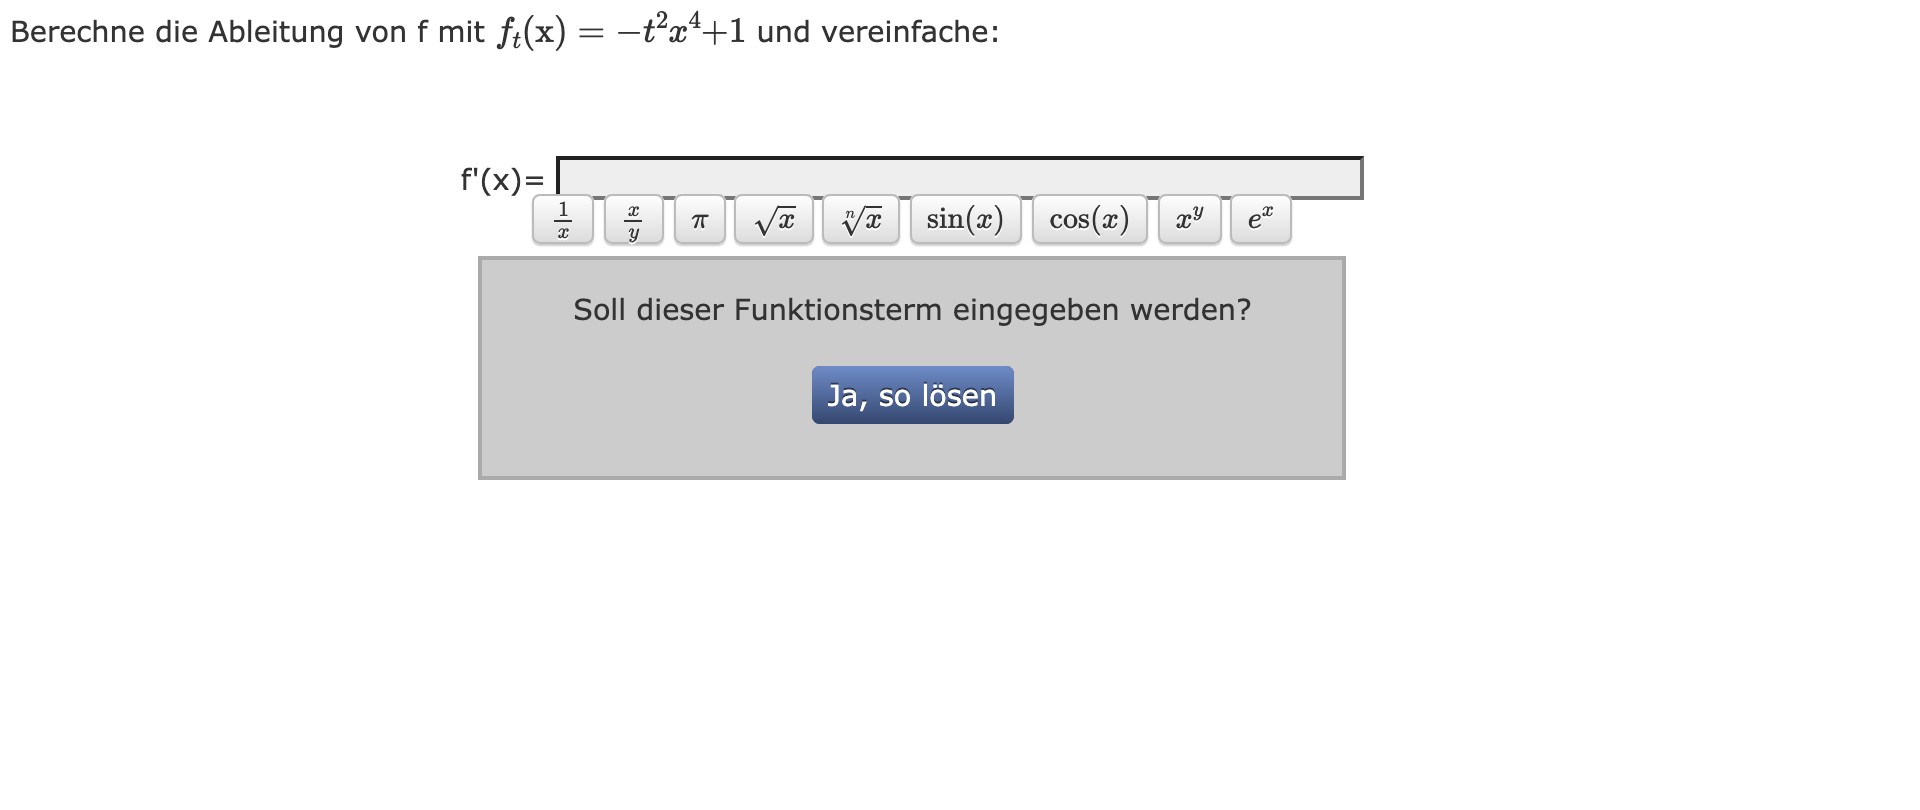 Berechne die Ableitung von f mit $f_t(\mathrm{x}) = -t^2x^4+1$ und vereinfache:
f'(x)=
$\frac{1}{x}$ $\frac{x}{y}$ $\pi$ $\sqrt{x}$ $\sqrt[n]{x}$ $\sin(x)$ $\cos(x)$ $x^y$ $e^x$
Soll dieser Funktionsterm eingegeben werden?
Ja, so lösen